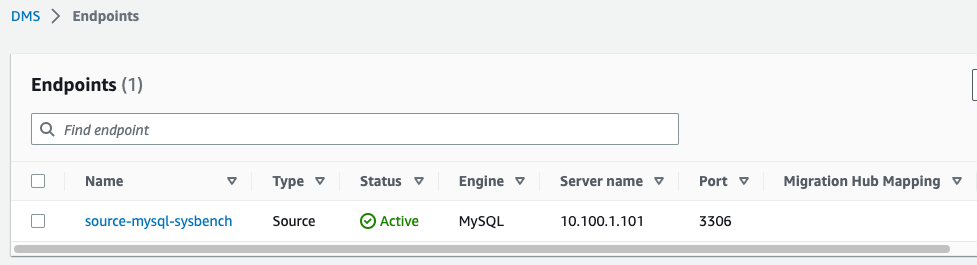 DMS > Endpoints
Endpoints (1)
Find endpoint
Name Type Status Engine Server name Port Migration Hub Mapping
source-mysql-sysbench Source Active MySQL 10.100.1.101 3306